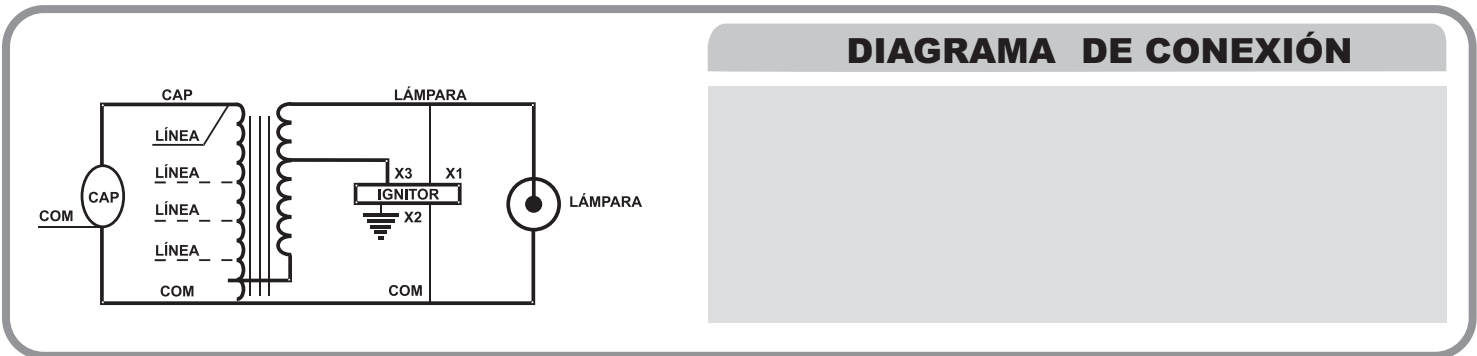 DIAGRAMA DE CONEXIÓN
CAP
LÁMPARA
LÍNEA
LÍNEA
X3
X1
CAP
IGNITOR
LÍNEA
LÁMPARA
COM
X2
LÍNEA
COM
COM